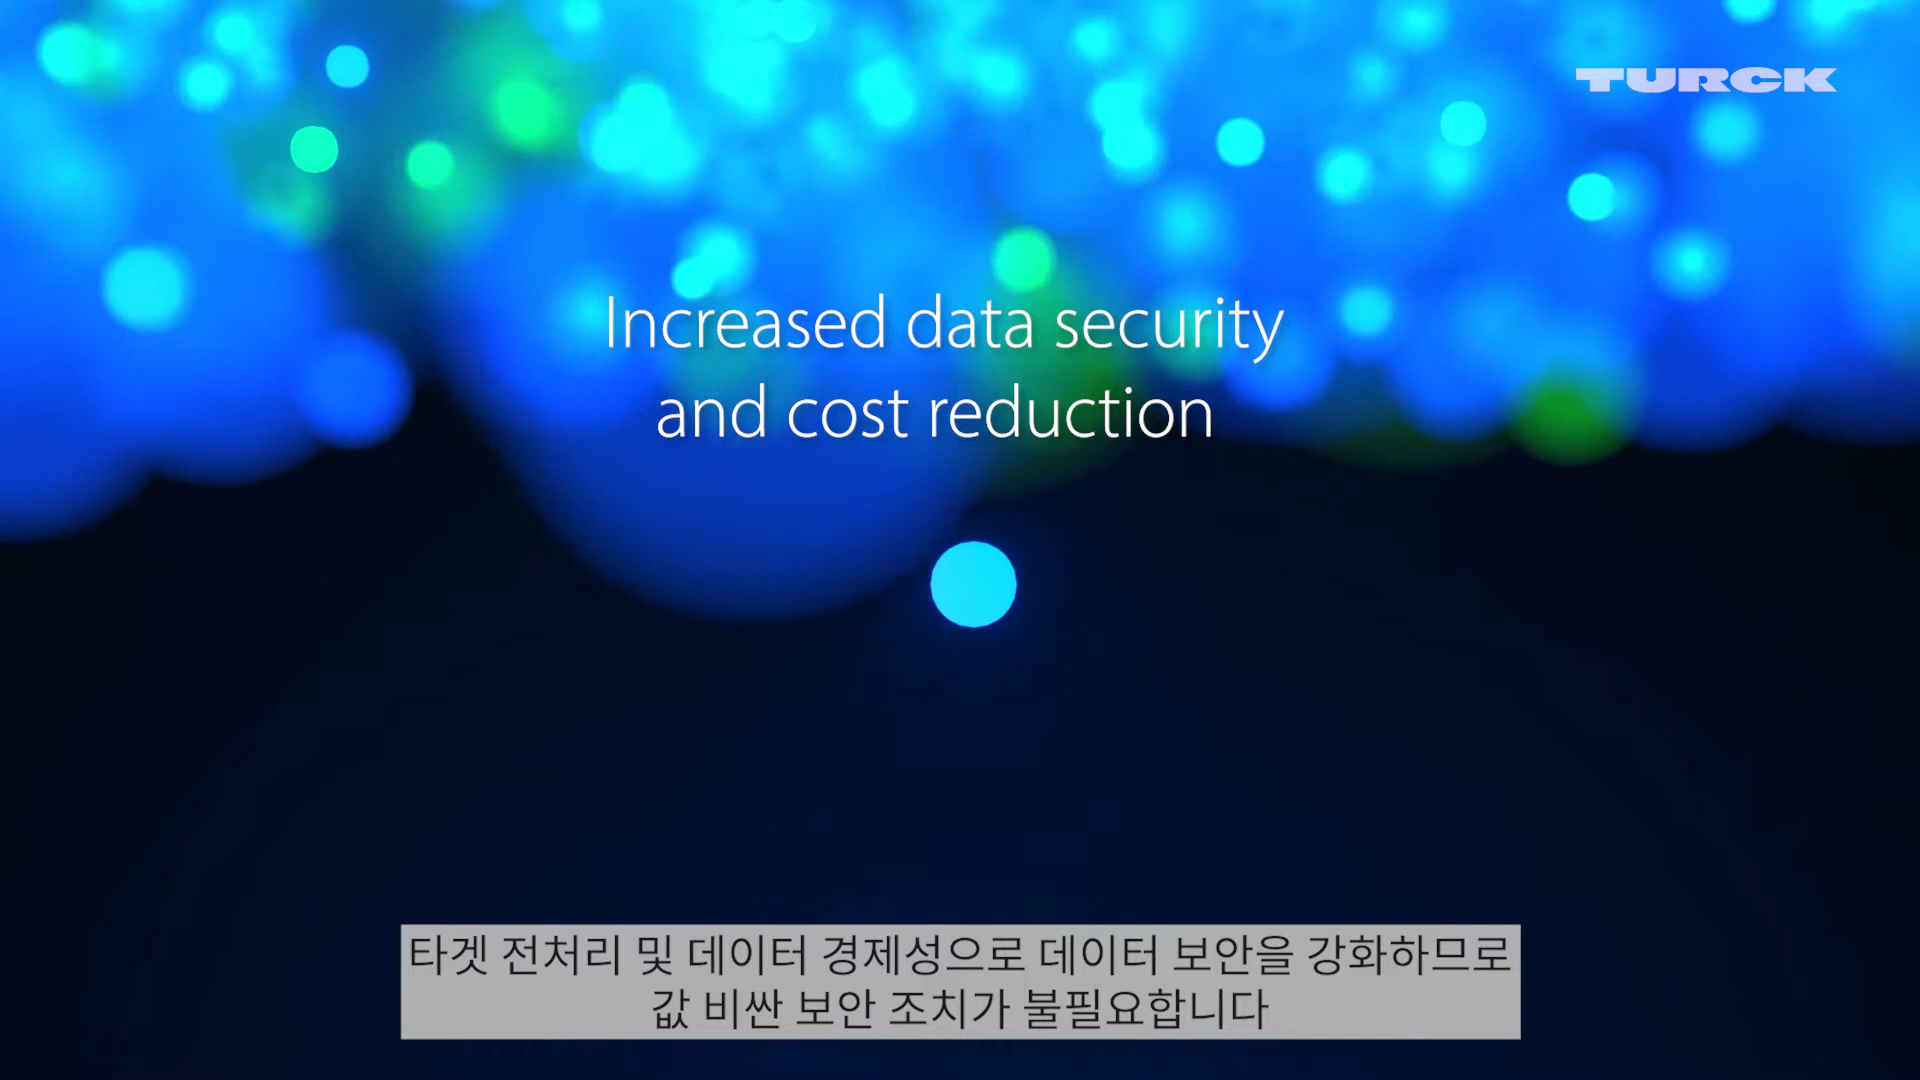 TURCK
Increased data security
and cost reduction
타겟 전처리 및 데이터 경제성으로 데이터 보안을 강화하므로
값 비싼 보안 조치가 불필요합니다